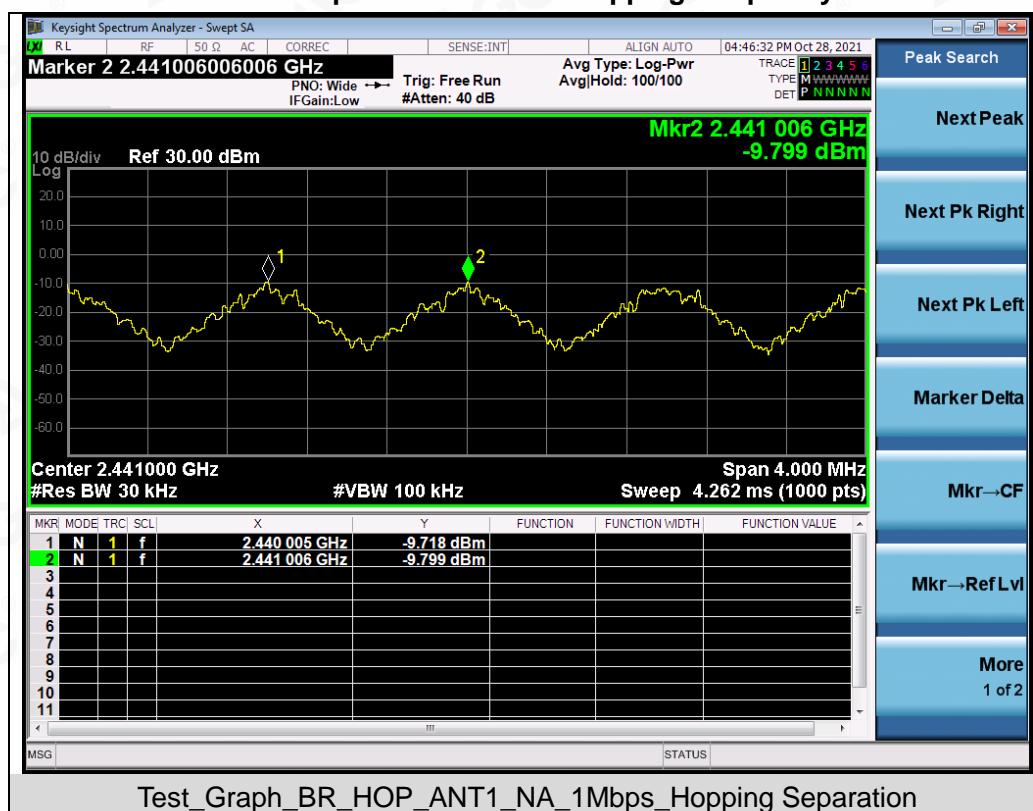 Keysight Spectrum Analyzer - Swept SA
LXI RL RF 50 Ω AC CORREC SENSE:INT ALIGN AUTO 04:46:32 PM Oct 28, 2021
Marker 2 2.441006006006 GHz
PNO: Wide
IFGain:Low
Trig: Free Run
#Atten: 40 dB
Avg Type: Log-Pwr
Avg|Hold: 100/100
TRACE 1 2 3 4 5 6
TYPE M WWWWW
DET P N N N N N
Peak Search
Next Peak
Next Pk Right
Next Pk Left
Marker Delta
Mkr→CF
Mkr→Ref Lvl
More
1 of 2
Mkr2 2.441 006 GHz
-9.799 dBm
10 dB/div Ref 30.00 dBm
Log
20.0
10.0
0.00
-10.0
-20.0
-30.0
-40.0
-50.0
-60.0
1
2
Center 2.441000 GHz Span 4.000 MHz
#Res BW 30 kHz #VBW 100 kHz Sweep 4.262 ms (1000 pts)
MKR MODE TRC SCL X Y FUNCTION FUNCTION WIDTH FUNCTION VALUE
1 N 1 f 2.440 005 GHz -9.718 dBm
2 N 1 f 2.441 006 GHz -9.799 dBm
3
4
5
6
7
8
9
10
11
MSG STATUS
Test_Graph_BR_HOP_ANT1_NA_1Mbps_Hopping Separation